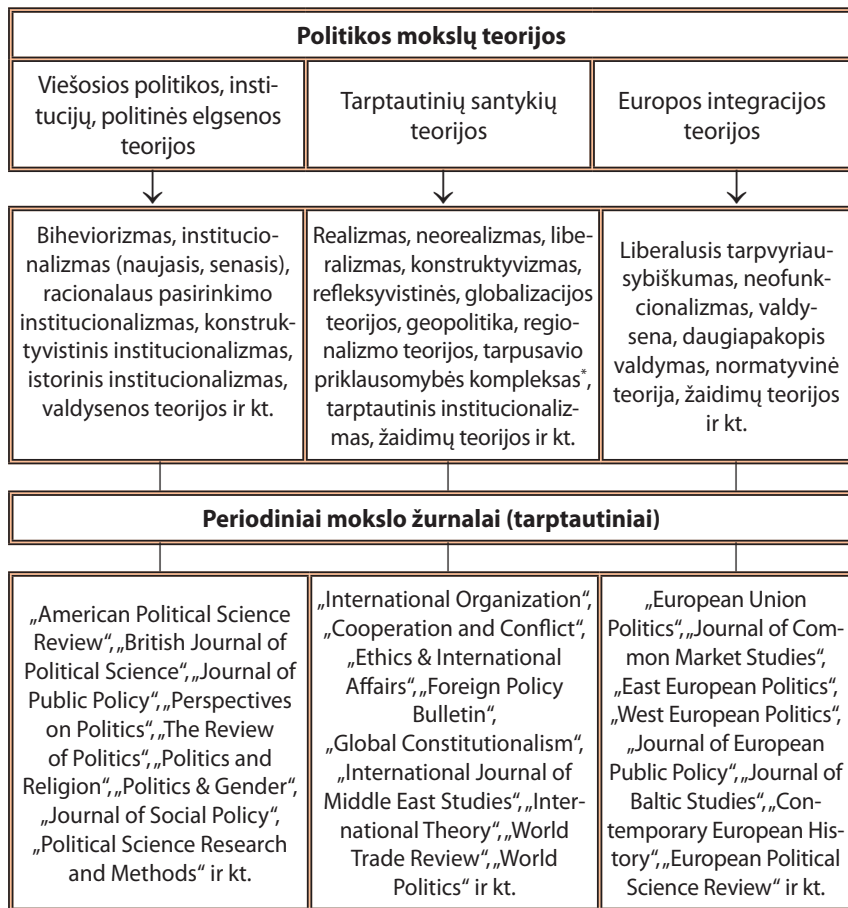 Politikos mokslų teorijos
Viešosios politikos, insti-
tucijų, politinės elgsenos
teorijos
Tarptautinių santykių
teorijos
Europos integracijos
teorijos
Biheviorizmas, institucio-
nalizmas (naujasis, senasis),
racionalaus pasirinkimo
institucionalizmas, konstruk-
tyvistinis institucionalizmas,
istorinis institucionalizmas,
valdysenos teorijos ir kt.
Realizmas, neorealizmas, libe-
ralizmas, konstruktyvizmas,
refleksyvistinės, globalizacijos
teorijos, geopolitika, regio-
nalizmo teorijos, tarpusavio
priklausomybės kompleksas*,
tarptautinis institucionaliz-
mas, žaidimų teorijos ir kt.
Liberalusis tarpvyriau-
sybiškumas, neofunk-
cionalizmas, valdy-
sena, daugiapakopis
valdymas, normatyvinė
teorija, žaidimų teorijos
ir kt.
Periodiniai mokslo žurnalai (tarptautiniai)
„American Political Science
Review“, „British Journal of
Political Science“, „Journal of
Public Policy“, „Perspectives
on Politics“, „The Review
of Politics“, „Politics and
Religion“, „Politics & Gender“,
„Journal of Social Policy“,
„Political Science Research
and Methods“ ir kt.
„International Organization“,
„Cooperation and Conflict“,
„Ethics & International
Affairs“, „Foreign Policy
Bulletin“,
„Global Constitutionalism“,
„International Journal of
Middle East Studies“, „Inter-
national Theory“, „World
Trade Review“, „World
Politics“ ir kt.
„European Union
Politics“, „Journal of Com-
mon Market Studies“,
„East European Politics“,
„West European Politics“,
„Journal of European
Public Policy“, „Journal of
Baltic Studies“, „Con-
temporary European His-
tory“, „European Political
Science Review“ ir kt.